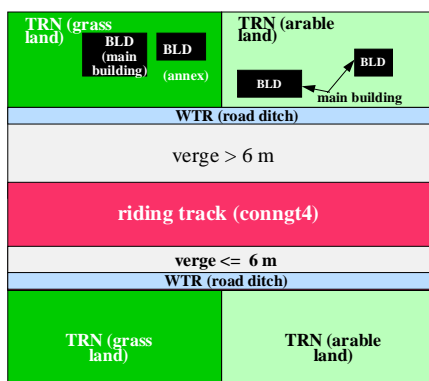 TRN (grass
land)
BLD
(main
building)
BLD
(annex)
TRN (arable
land)
BLD
BLD
main building
WTR (road ditch)
verge > 6 m
riding track (conngt4)
verge <= 6 m
WTR (road ditch)
TRN (grass
land)
TRN (arable
land)